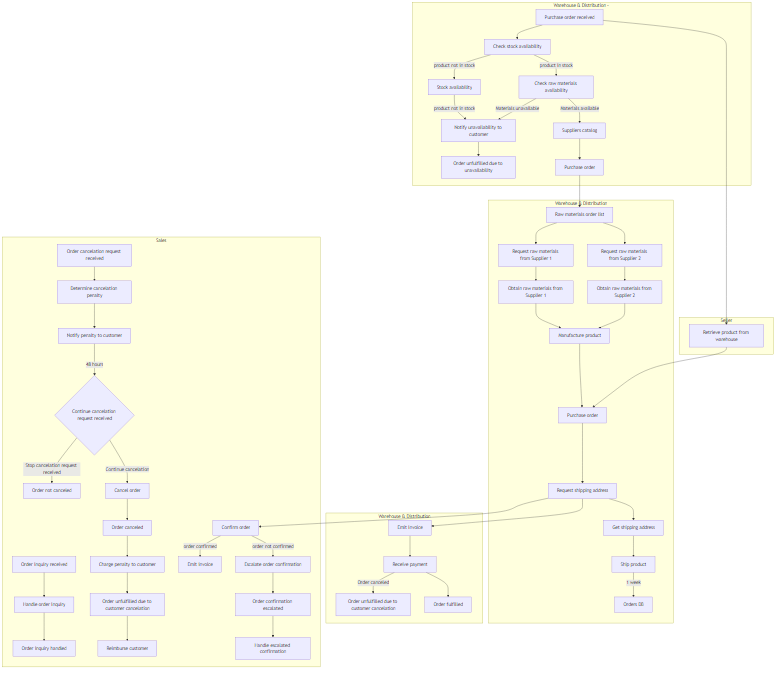 Warehouse & Distribution -
Purchase order received
Check stock availability
product not in stock
product in stock
Stock availability
Check raw materials
availability
product not in stock
Materials unavailable
Materials available
Notify unavailability to
customer
Suppliers catalog
Order unfulfilled due to
unavailability
Purchase order
Warehouse & Distribution
Raw materials order list
Request raw materials
from Supplier 1
Request raw materials
from Supplier 2
Obtain raw materials from
Supplier 1
Obtain raw materials from
Supplier 2
Manufacture product
Seller
Retrieve product from
warehouse
Purchase order
Request shipping address
Get shipping address
Ship product
1 week
Orders DB
Sales
Order cancelation request
received
Determine cancelation
penalty
Notify penalty to customer
48 hours
Continue cancelation
request received
Stop cancelation request
received
Continue cancelation
Order not canceled
Cancel order
Order canceled
Confirm order
order confirmed
order not confirmed
Order inquiry received
Charge penalty to customer
Emit invoice
Escalate order confirmation
Handle order inquiry
Order unfulfilled due to
customer cancelation
Order confirmation
escalated
Order inquiry handled
Reimburse customer
Handle escalated
confirmation
Warehouse & Distribution
Emit invoice
Receive payment
Order canceled
Order unfulfilled due to
customer cancelation
Order fulfilled